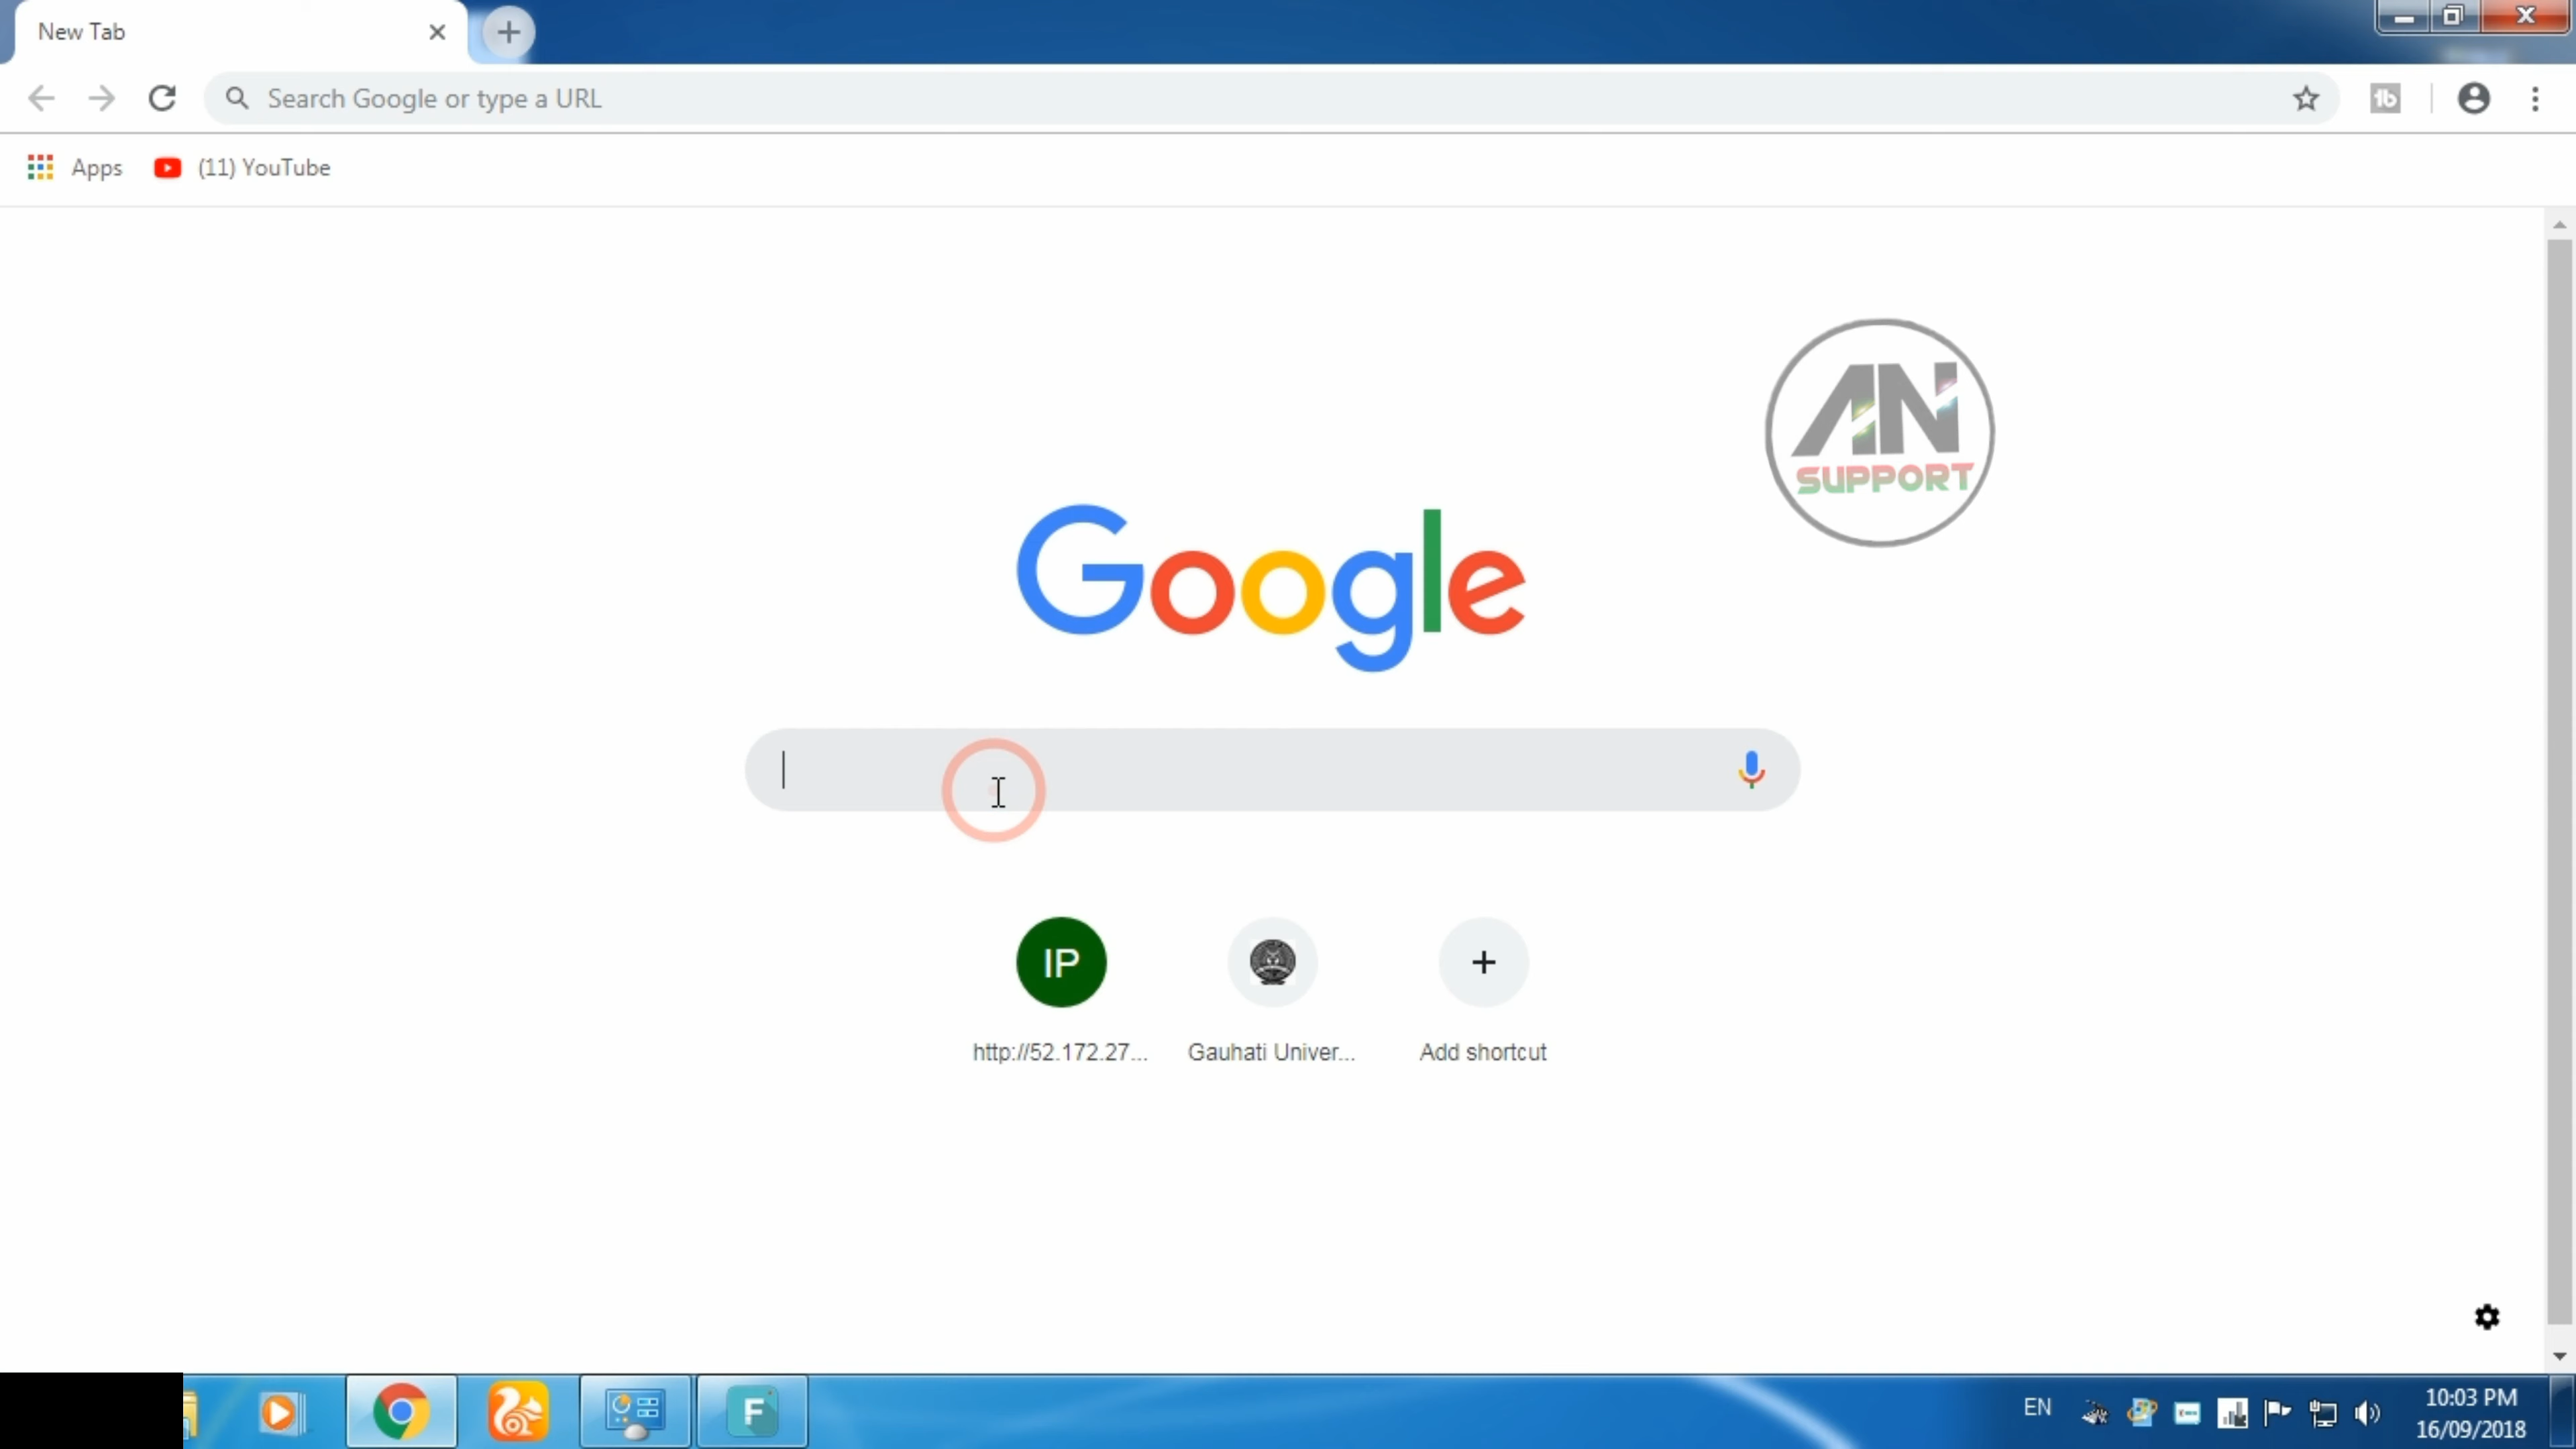 New Tab
Search Google or type a URL
Apps
(11) YouTube
AN
SUPPORT
Google
IP
http://52.172.27...
Gauhati Univer...
Add shortcut
F
EN
10:03 PM
16/09/2018